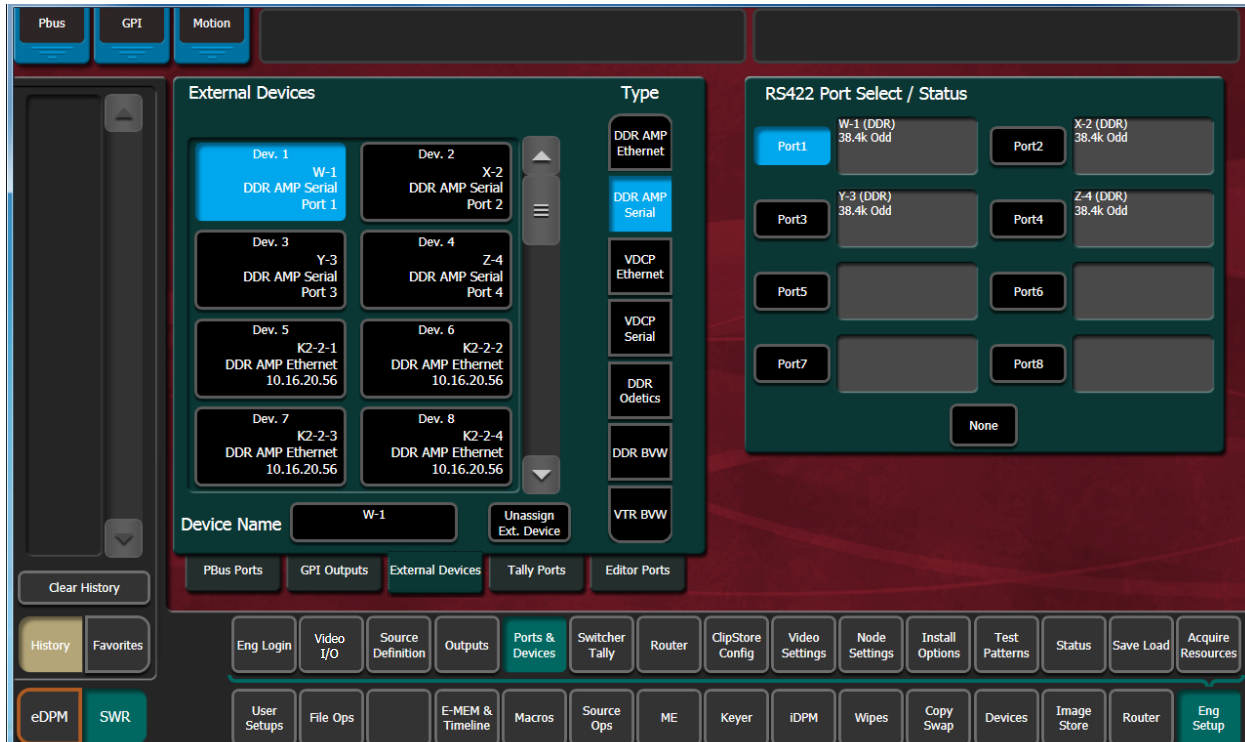 Pbus
GPI
Motion
External Devices
Type
Dev. 1
W-1
DDR AMP Serial
Port 1
Dev. 2
X-2
DDR AMP Serial
Port 2
Dev. 3
Y-3
DDR AMP Serial
Port 3
Dev. 4
Z-4
DDR AMP Serial
Port 4
Dev. 5
K2-2-1
DDR AMP Ethernet
10.16.20.56
Dev. 6
K2-2-2
DDR AMP Ethernet
10.16.20.56
Dev. 7
K2-2-3
DDR AMP Ethernet
10.16.20.56
Dev. 8
K2-2-4
DDR AMP Ethernet
10.16.20.56
DDR AMP
Ethernet
DDR AMP
Serial
VDCP
Ethernet
VDCP
Serial
DDR
Odetics
DDR BVW
VTR BVW
Device Name
W-1
Unassign
Ext. Device
RS422 Port Select / Status
Port1
W-1 (DDR)
38.4k Odd
Port2
X-2 (DDR)
38.4k Odd
Port3
Y-3 (DDR)
38.4k Odd
Port4
Z-4 (DDR)
38.4k Odd
Port5
Port6
Port7
Port8
None
PBus Ports
GPI Outputs
External Devices
Tally Ports
Editor Ports
Clear History
History
Favorites
Eng Login
Video
I/O
Source
Definition
Outputs
Ports &
Devices
Switcher
Tally
Router
ClipStore
Config
Video
Settings
Node
Settings
Install
Options
Test
Patterns
Status
Save Load
Acquire
Resources
eDPM
SWR
User
Setups
File Ops
E-MEM &
Timeline
Macros
Source
Ops
ME
Keyer
iDPM
Wipes
Copy
Swap
Devices
Image
Store
Router
Eng
Setup